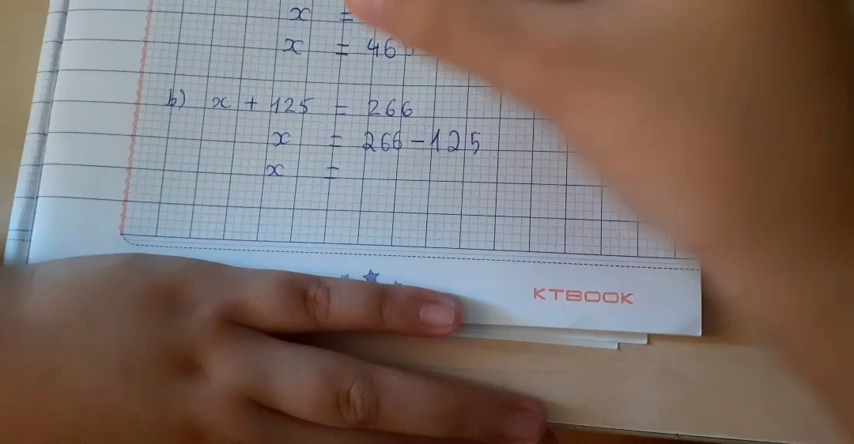 x =
x = 46
b) x + 125 = 266
x = 266 - 125
x =
KTBOOK